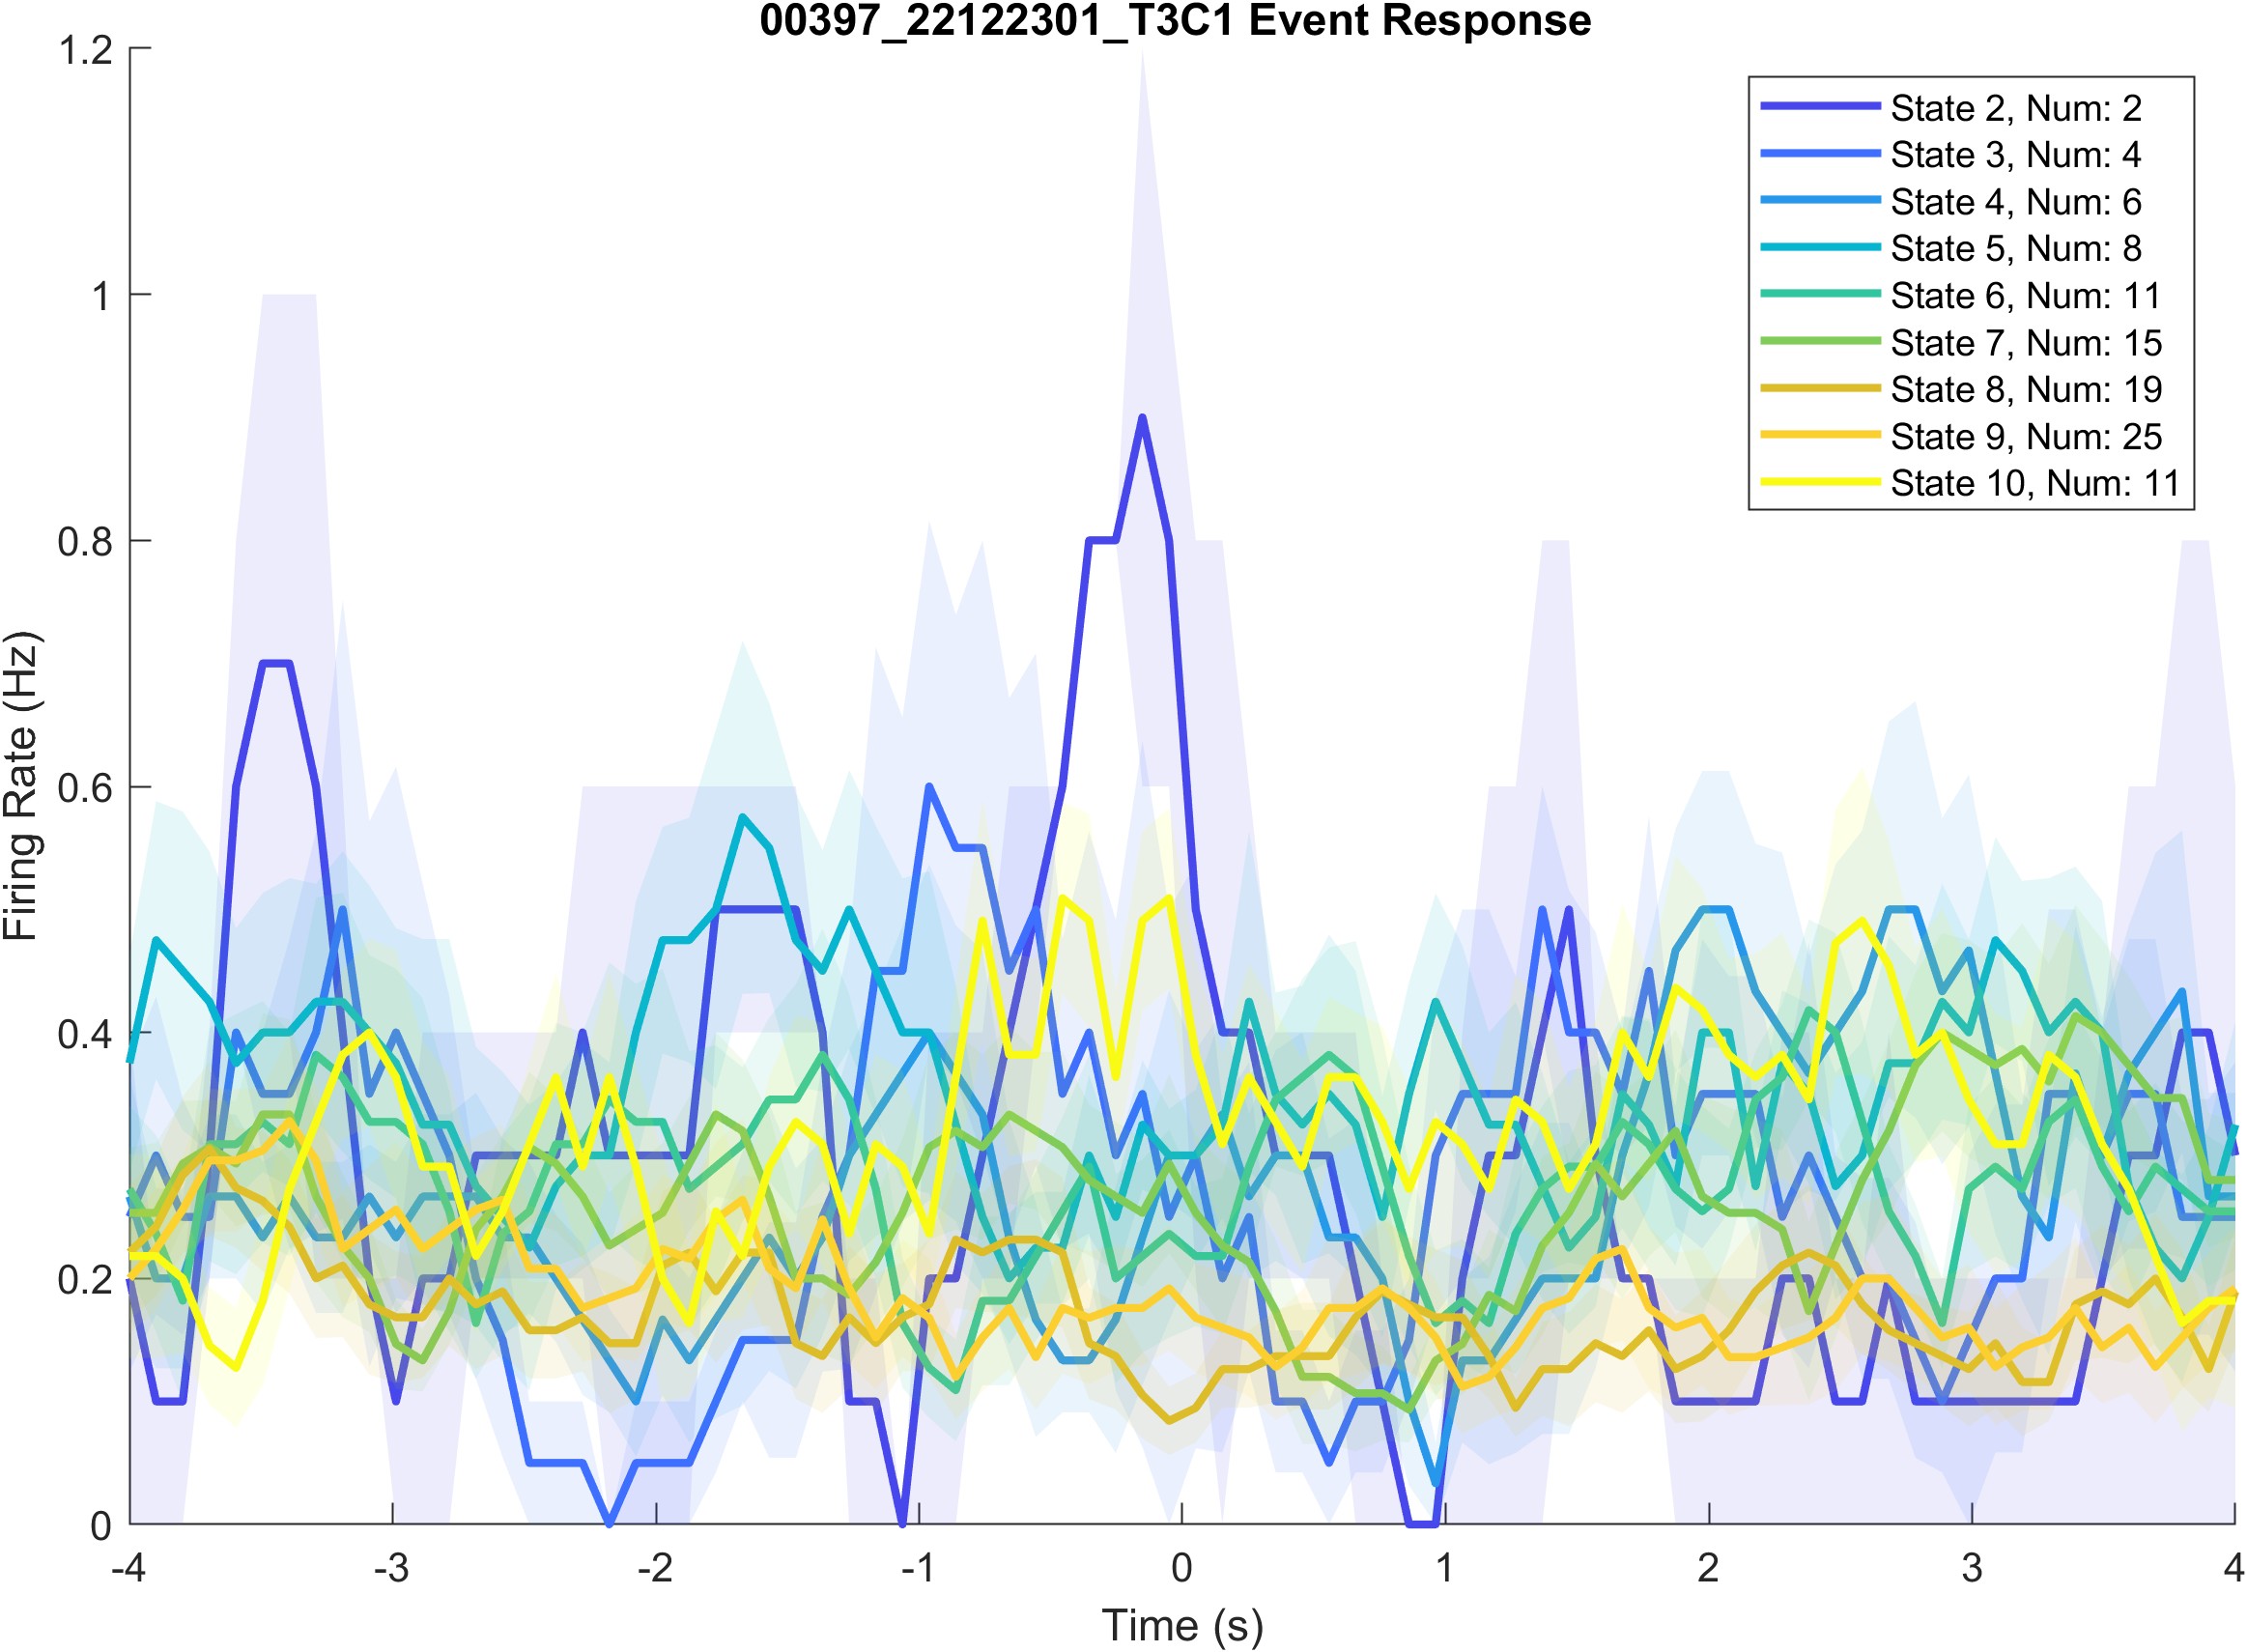 00397_22122301_T3C1 Event Response
1.2
1
0.8
0.6
0.4
0.2
0
Firing Rate (Hz)
State 2, Num: 2
State 3, Num: 4
State 4, Num: 6
State 5, Num: 8
State 6, Num: 11
State 7, Num: 15
State 8, Num: 19
State 9, Num: 25
State 10, Num: 11
-4 -3 -2 -1 0 1 2 3 4
Time (s)